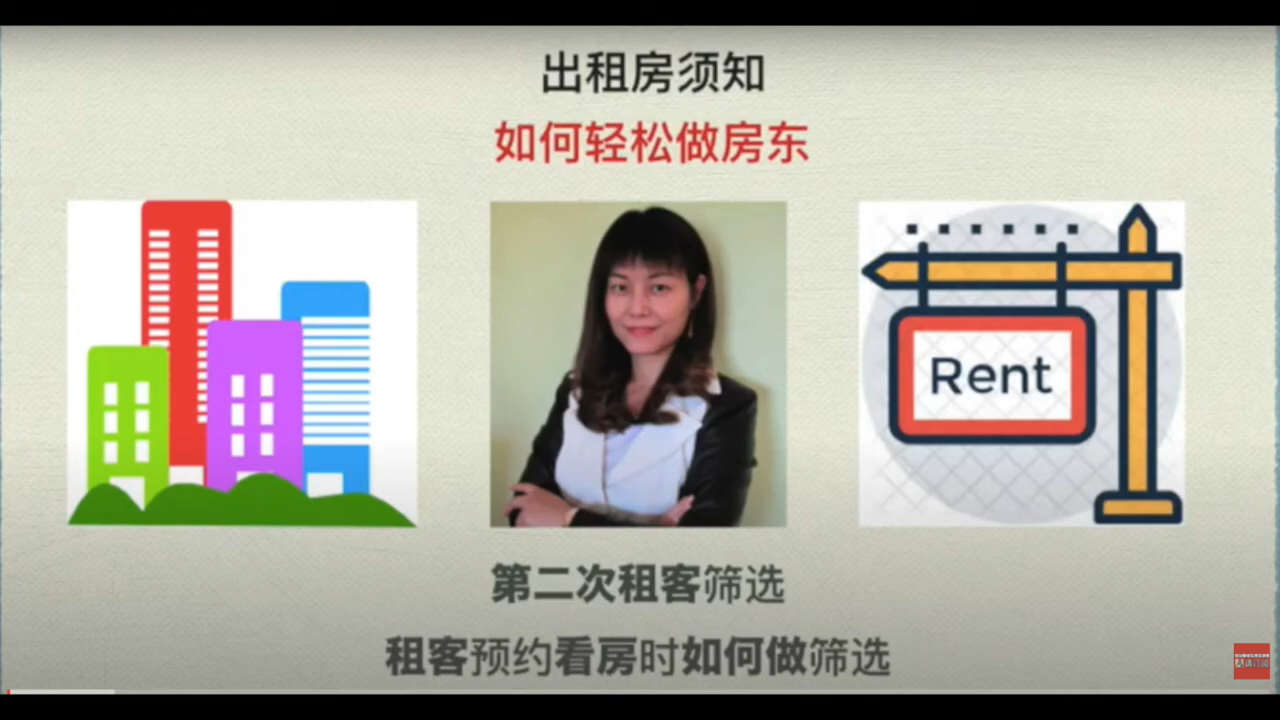 出租房须知
如何轻松做房东
Rent
第二次租客筛选
租客预约看房时如何做筛选